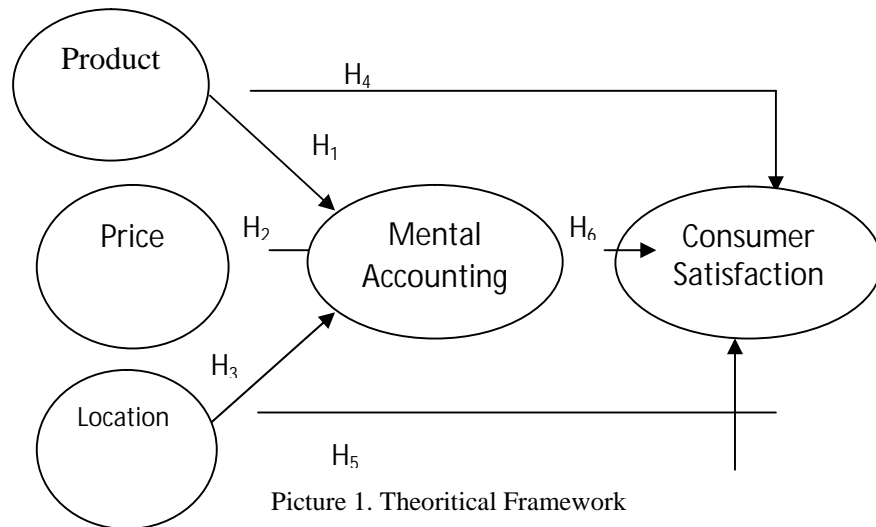 Product
H4
H1
Price
H2
Mental
Accounting
H6
Consumer
Satisfaction
H3
Location
H5
Picture 1. Theoritical Framework